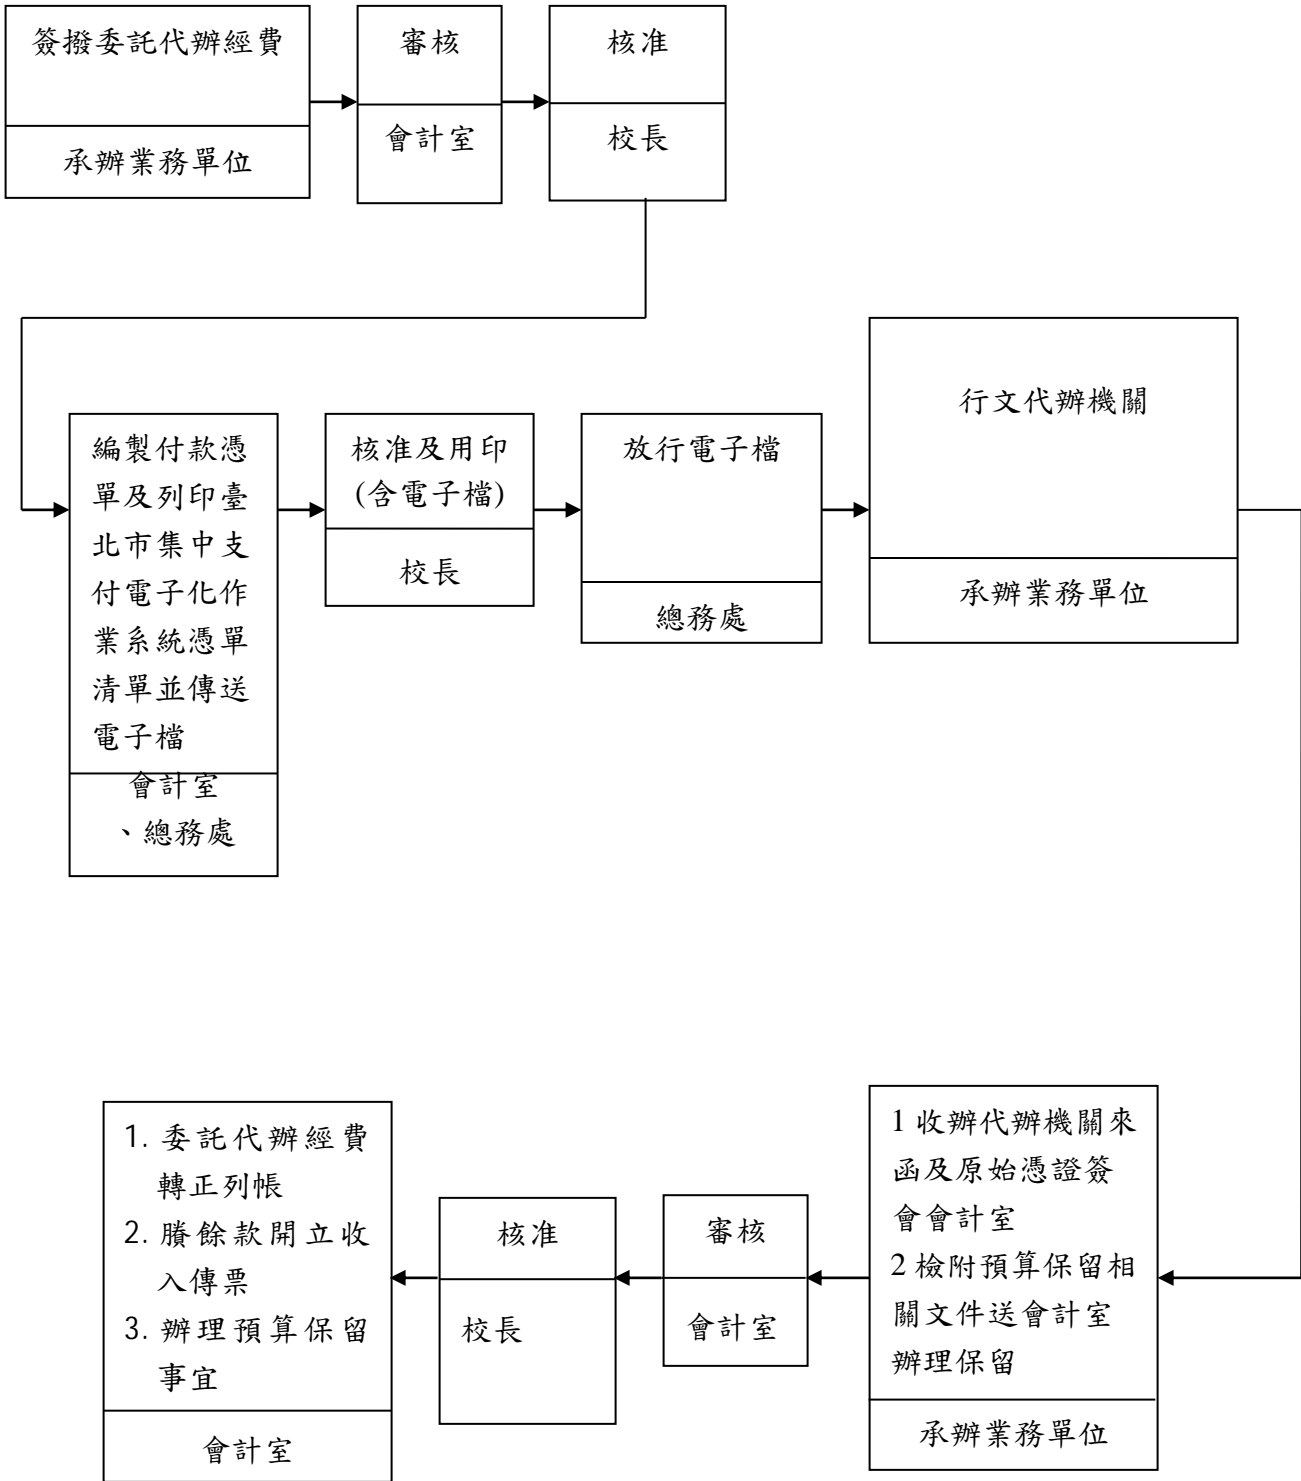 簽撥委託代辦經費
承辦業務單位
審核
會計室
核准
校長
編製付款憑
單及列印臺
北市集中支
付電子化作
業系統憑單
清單並傳送
電子檔
會計室
、總務處
核准及用印
(含電子檔)
校長
放行電子檔
總務處
行文代辦機關
承辦業務單位
1 收辦代辦機關來
函及原始憑證簽
會會計室
2 檢附預算保留相
關文件送會計室
辦理保留
承辦業務單位
審核
會計室
核准
校長
1. 委託代辦經費
轉正列帳
2. 賸餘款開立收
入傳票
3. 辦理預算保留
事宜
會計室